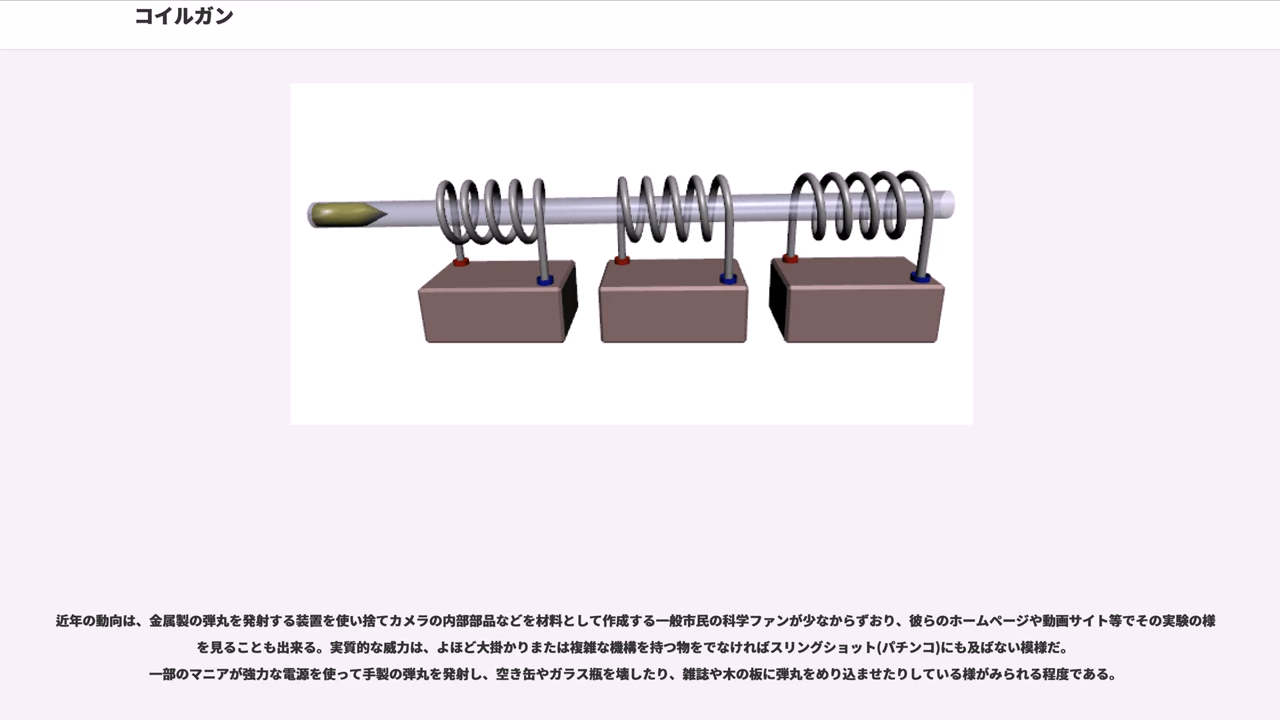 コイルガン
近年の動向は、金属製の弾丸を発射する装置を使い捨てカメラの内部部品などを材料として作成する一般市民の科学ファンが少なからずおり、彼らのホームページや動画サイト等でその実験の様
を見ることも出来る。実質的な威力は、よほど大掛かりまたは複雑な機構を持つ物をでなければスリングショット(パチンコ)にも及ばない模様だ。
一部のマニアが強力な電源を使って手製の弾丸を発射し、空き缶やガラス瓶を壊したり、雑誌や木の板に弾丸をめり込ませたりしている様がみられる程度である。